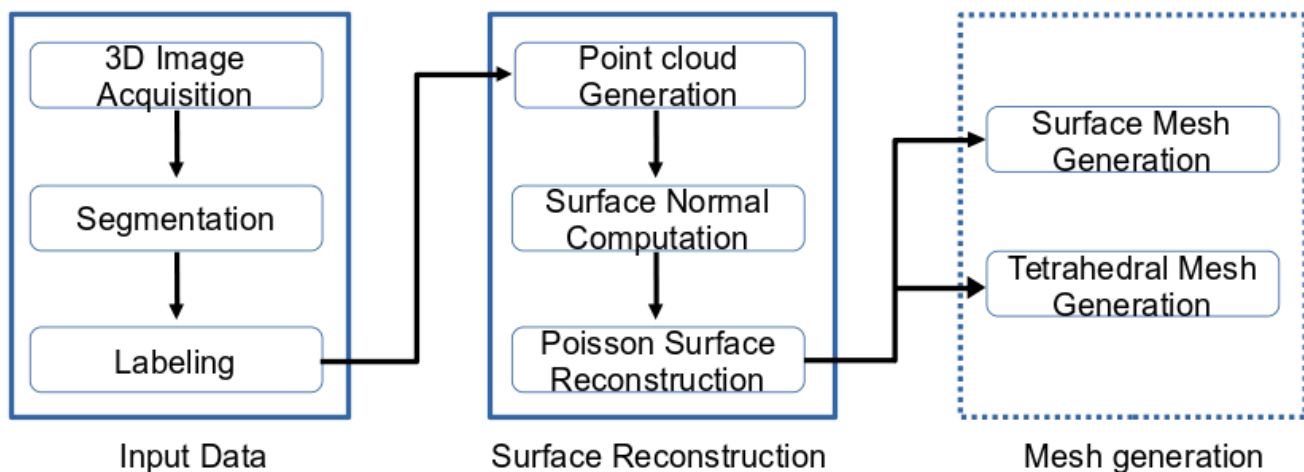 3D Image
Acquisition
Segmentation
Labeling
Input Data
Point cloud
Generation
Surface Normal
Computation
Poisson Surface
Reconstruction
Surface Reconstruction
Surface Mesh
Generation
Tetrahedral Mesh
Generation
Mesh generation